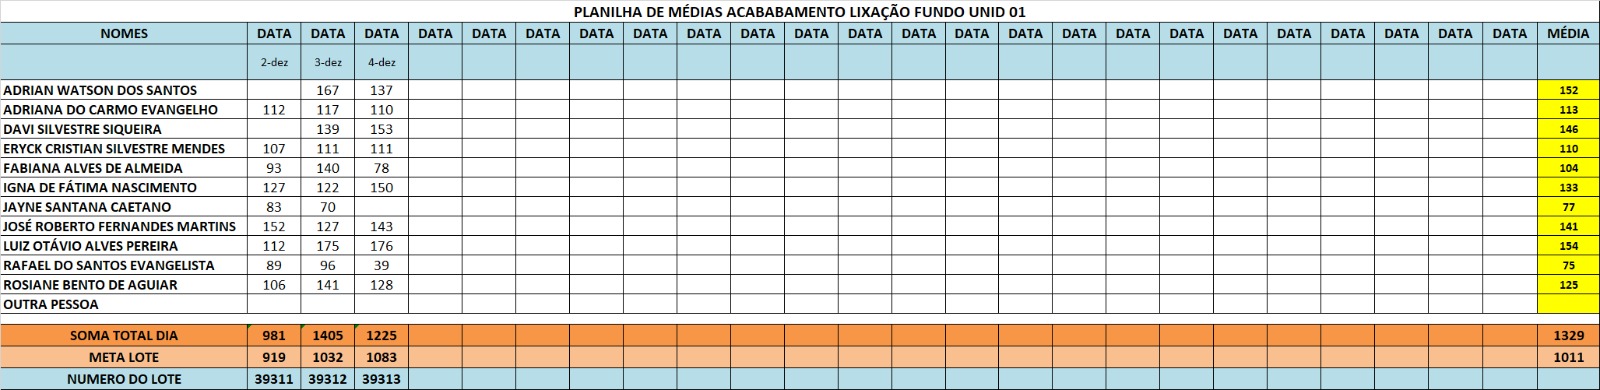 PLANILHA DE MÉDIAS ACABABAMENTO LIXAÇÃO FUNDO UNID 01
NOMES DATA DATA DATA DATA DATA DATA DATA DATA DATA DATA DATA DATA DATA DATA DATA DATA DATA DATA DATA DATA DATA DATA DATA DATA MÉDIA
2-dez 3-dez 4-dez
ADRIAN WATSON DOS SANTOS 167 137 152
ADRIANA DO CARMO EVANGELHO 112 117 110 113
DAVI SILVESTRE SIQUEIRA 139 153 146
ERYCK CRISTIAN SILVESTRE MENDES 107 111 111 110
FABIANA ALVES DE ALMEIDA 93 140 78 104
IGNA DE FÁTIMA NASCIMENTO 127 122 150 133
JAYNE SANTANA CAETANO 83 70 77
JOSÉ ROBERTO FERNANDES MARTINS 152 127 143 141
LUIZ OTÁVIO ALVES PEREIRA 112 175 176 154
RAFAEL DO SANTOS EVANGELISTA 89 96 39 75
ROSIANE BENTO DE AGUIAR 106 141 128 125
OUTRA PESSOA
SOMA TOTAL DIA 981 1405 1225 1329
META LOTE 919 1032 1083 1011
NUMERO DO LOTE 39311 39312 39313